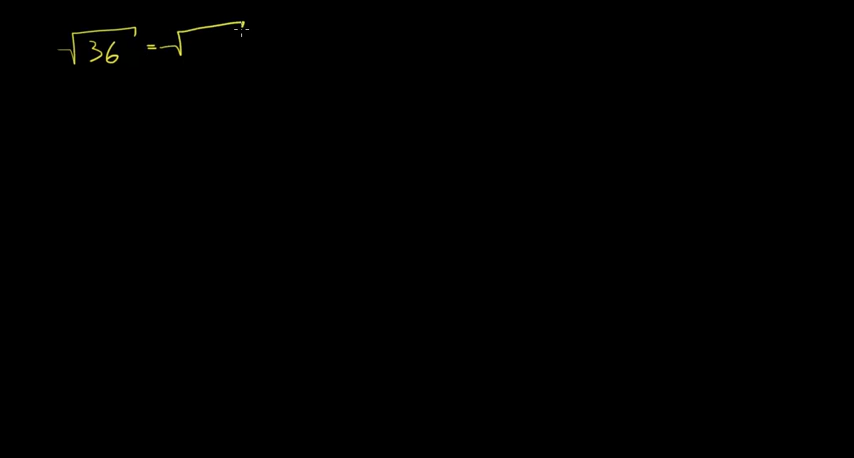 √36 = √